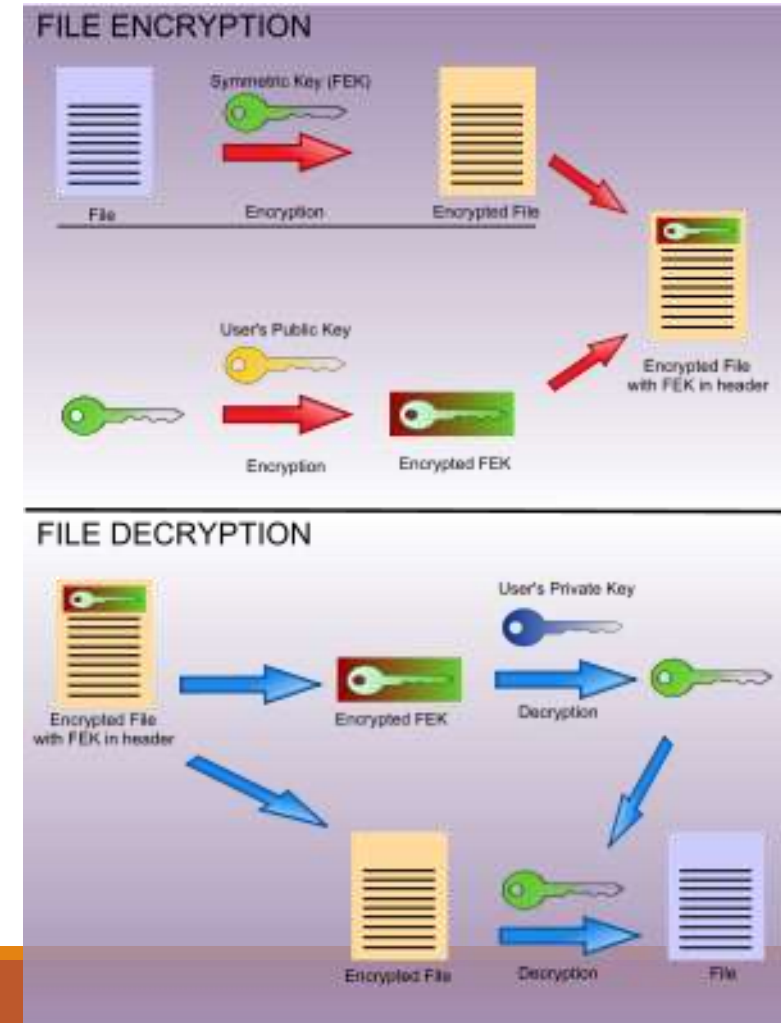 FILE ENCRYPTION
Symmetric Key (FEK)
File
Encryption
Encrypted File
User's Public Key
Encrypted File
with FEK in header
Encryption
Encrypted FEK
FILE DECRYPTION
User's Private Key
Encrypted File
with FEK in header
Encrypted FEK
Decryption
Encrypted File
Decryption
File